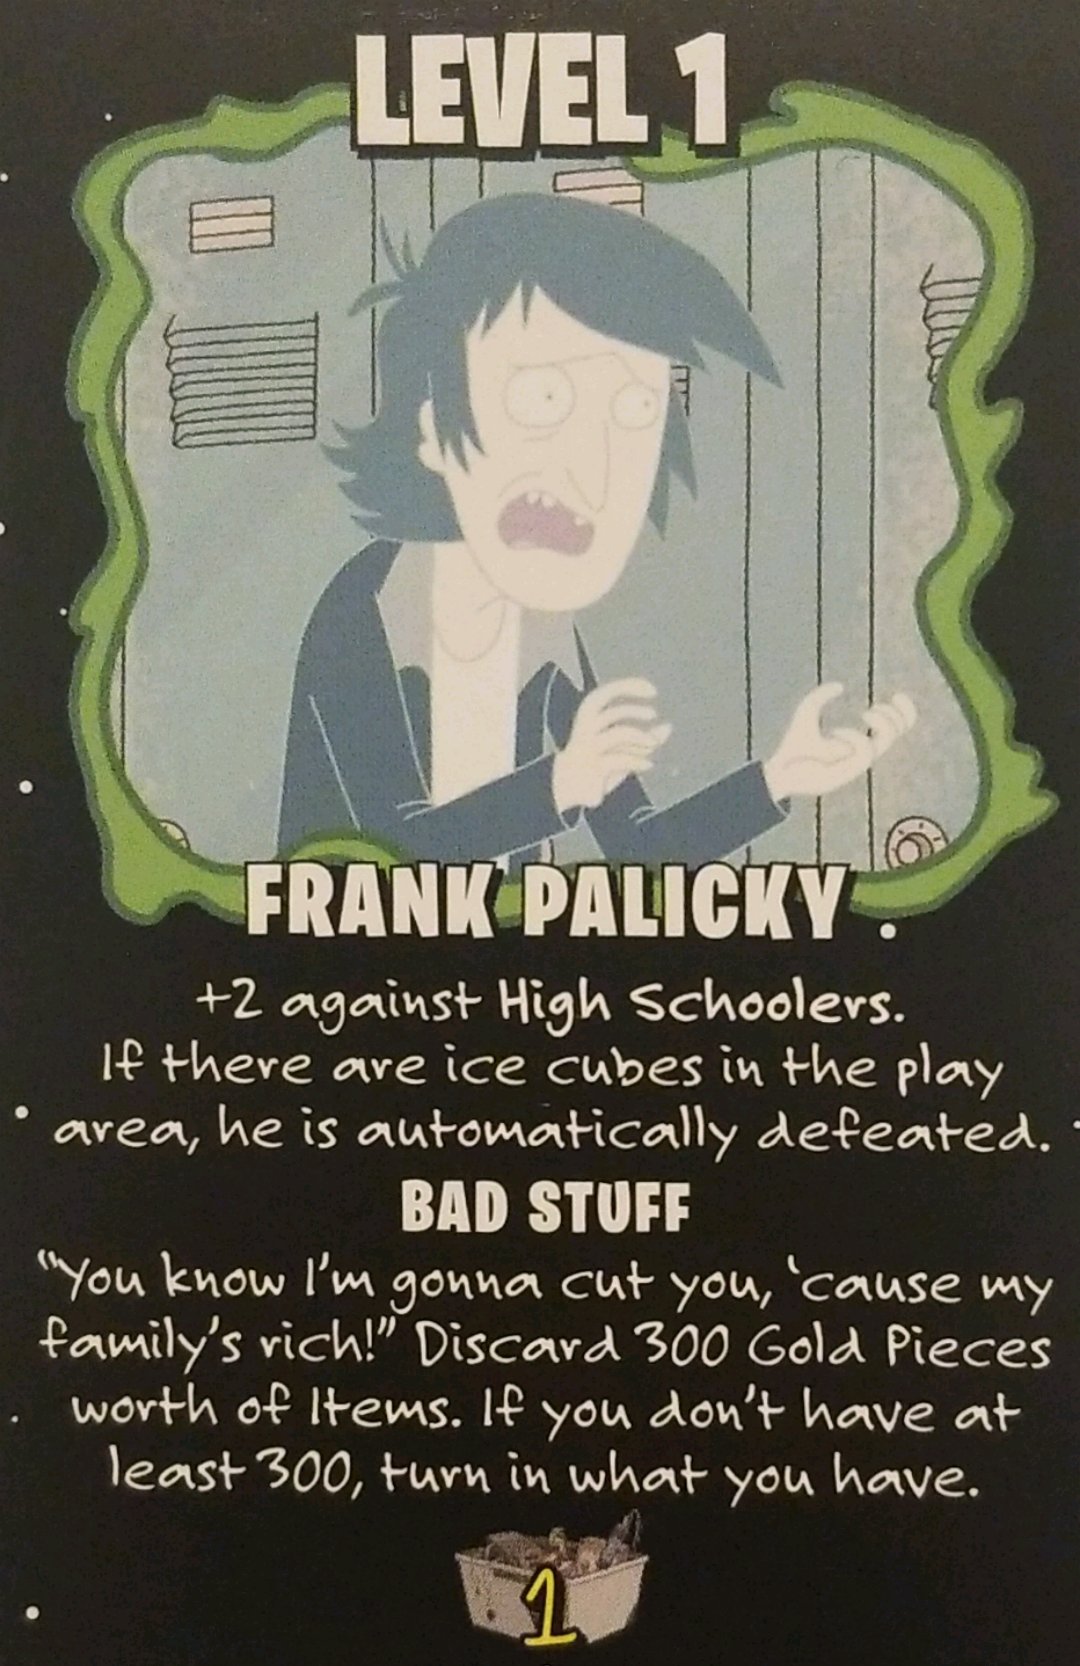 LEVEL 1
FRANK PALICKY
+2 against High Schoolers.
If there are ice cubes in the play
area, he is automatically defeated.
BAD STUFF
"You know I'm gonna cut you, 'cause my
family's rich!" Discard 300 Gold Pieces
worth of Items. If you don't have at
least 300, turn in what you have.
1